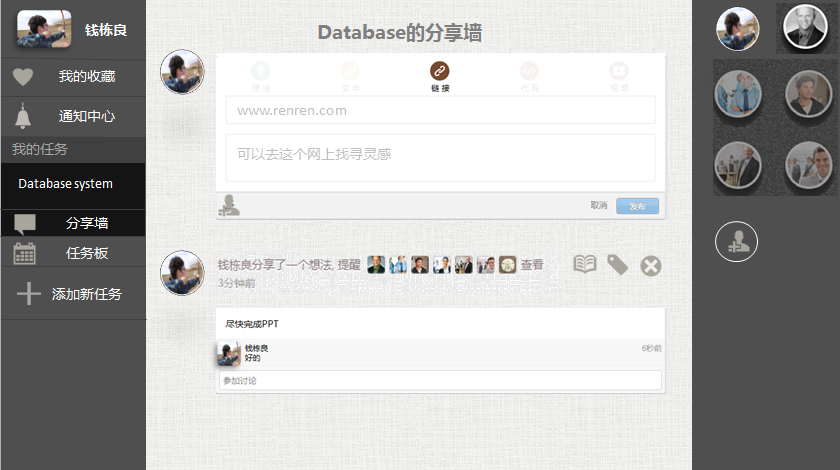 钱栋良
我的收藏
通知中心
我的任务
Database system
分享墙
任务板
添加新任务
Database的分享墙
想法 文件 链接 代码 视频
www.renren.com
可以去这个网上找寻灵感
取消 发布
钱栋良分享了一个想法, 提醒 查看
3分钟前
尽快完成PPT
钱栋良 6秒前
好的
参加讨论